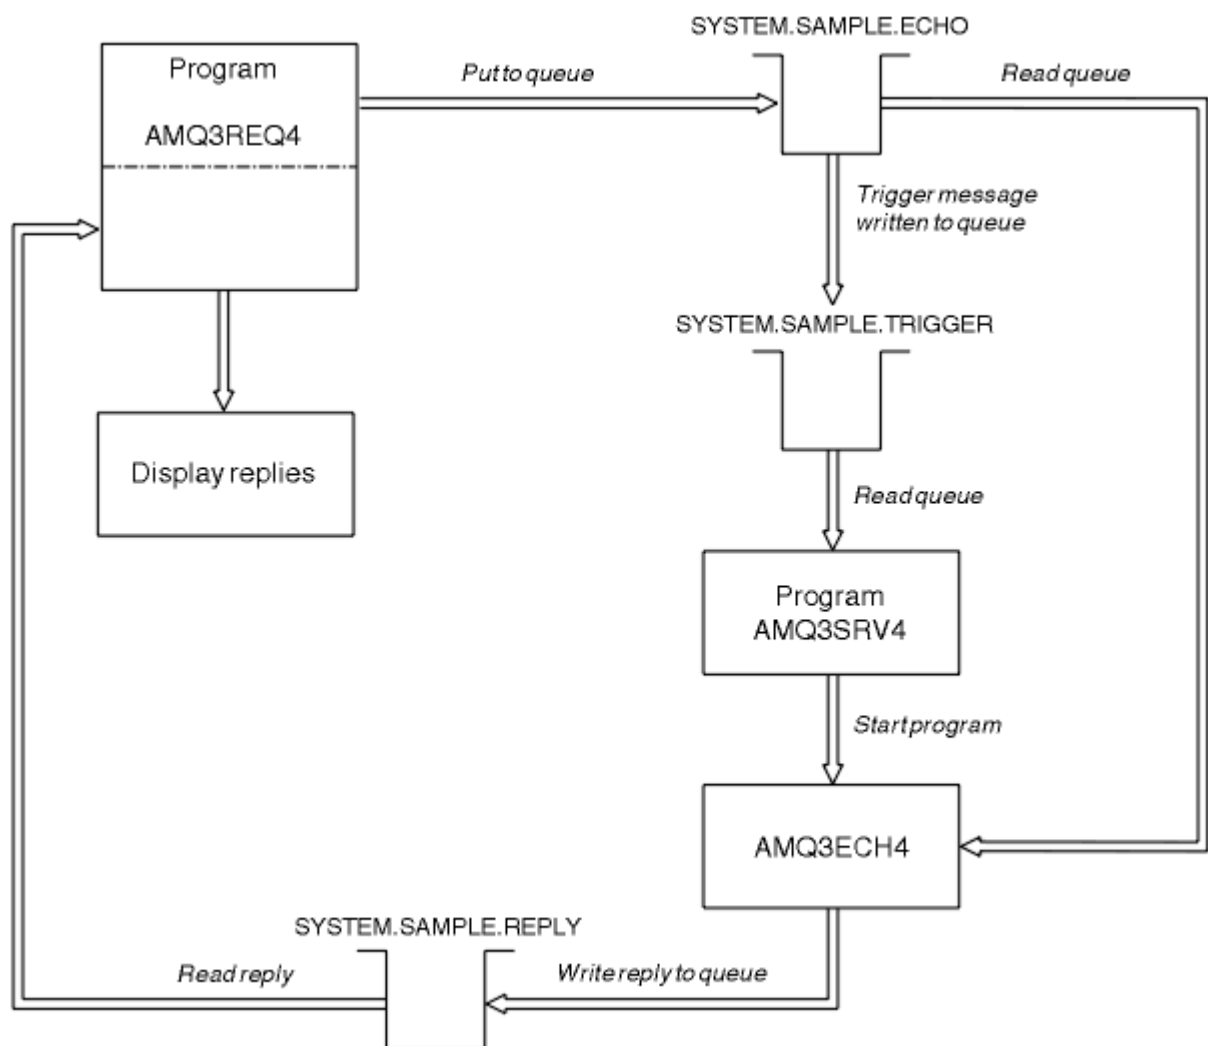 SYSTEM.SAMPLE.ECHO
Program
Put to queue
Read queue
AMQ3REQ4
Trigger message
written to queue
SYSTEM.SAMPLE.TRIGGER
Display replies
Read queue
Program
AMQ3SRV4
Start program
AMQ3ECH4
SYSTEM.SAMPLE.REPLY
Read reply
Write reply to queue